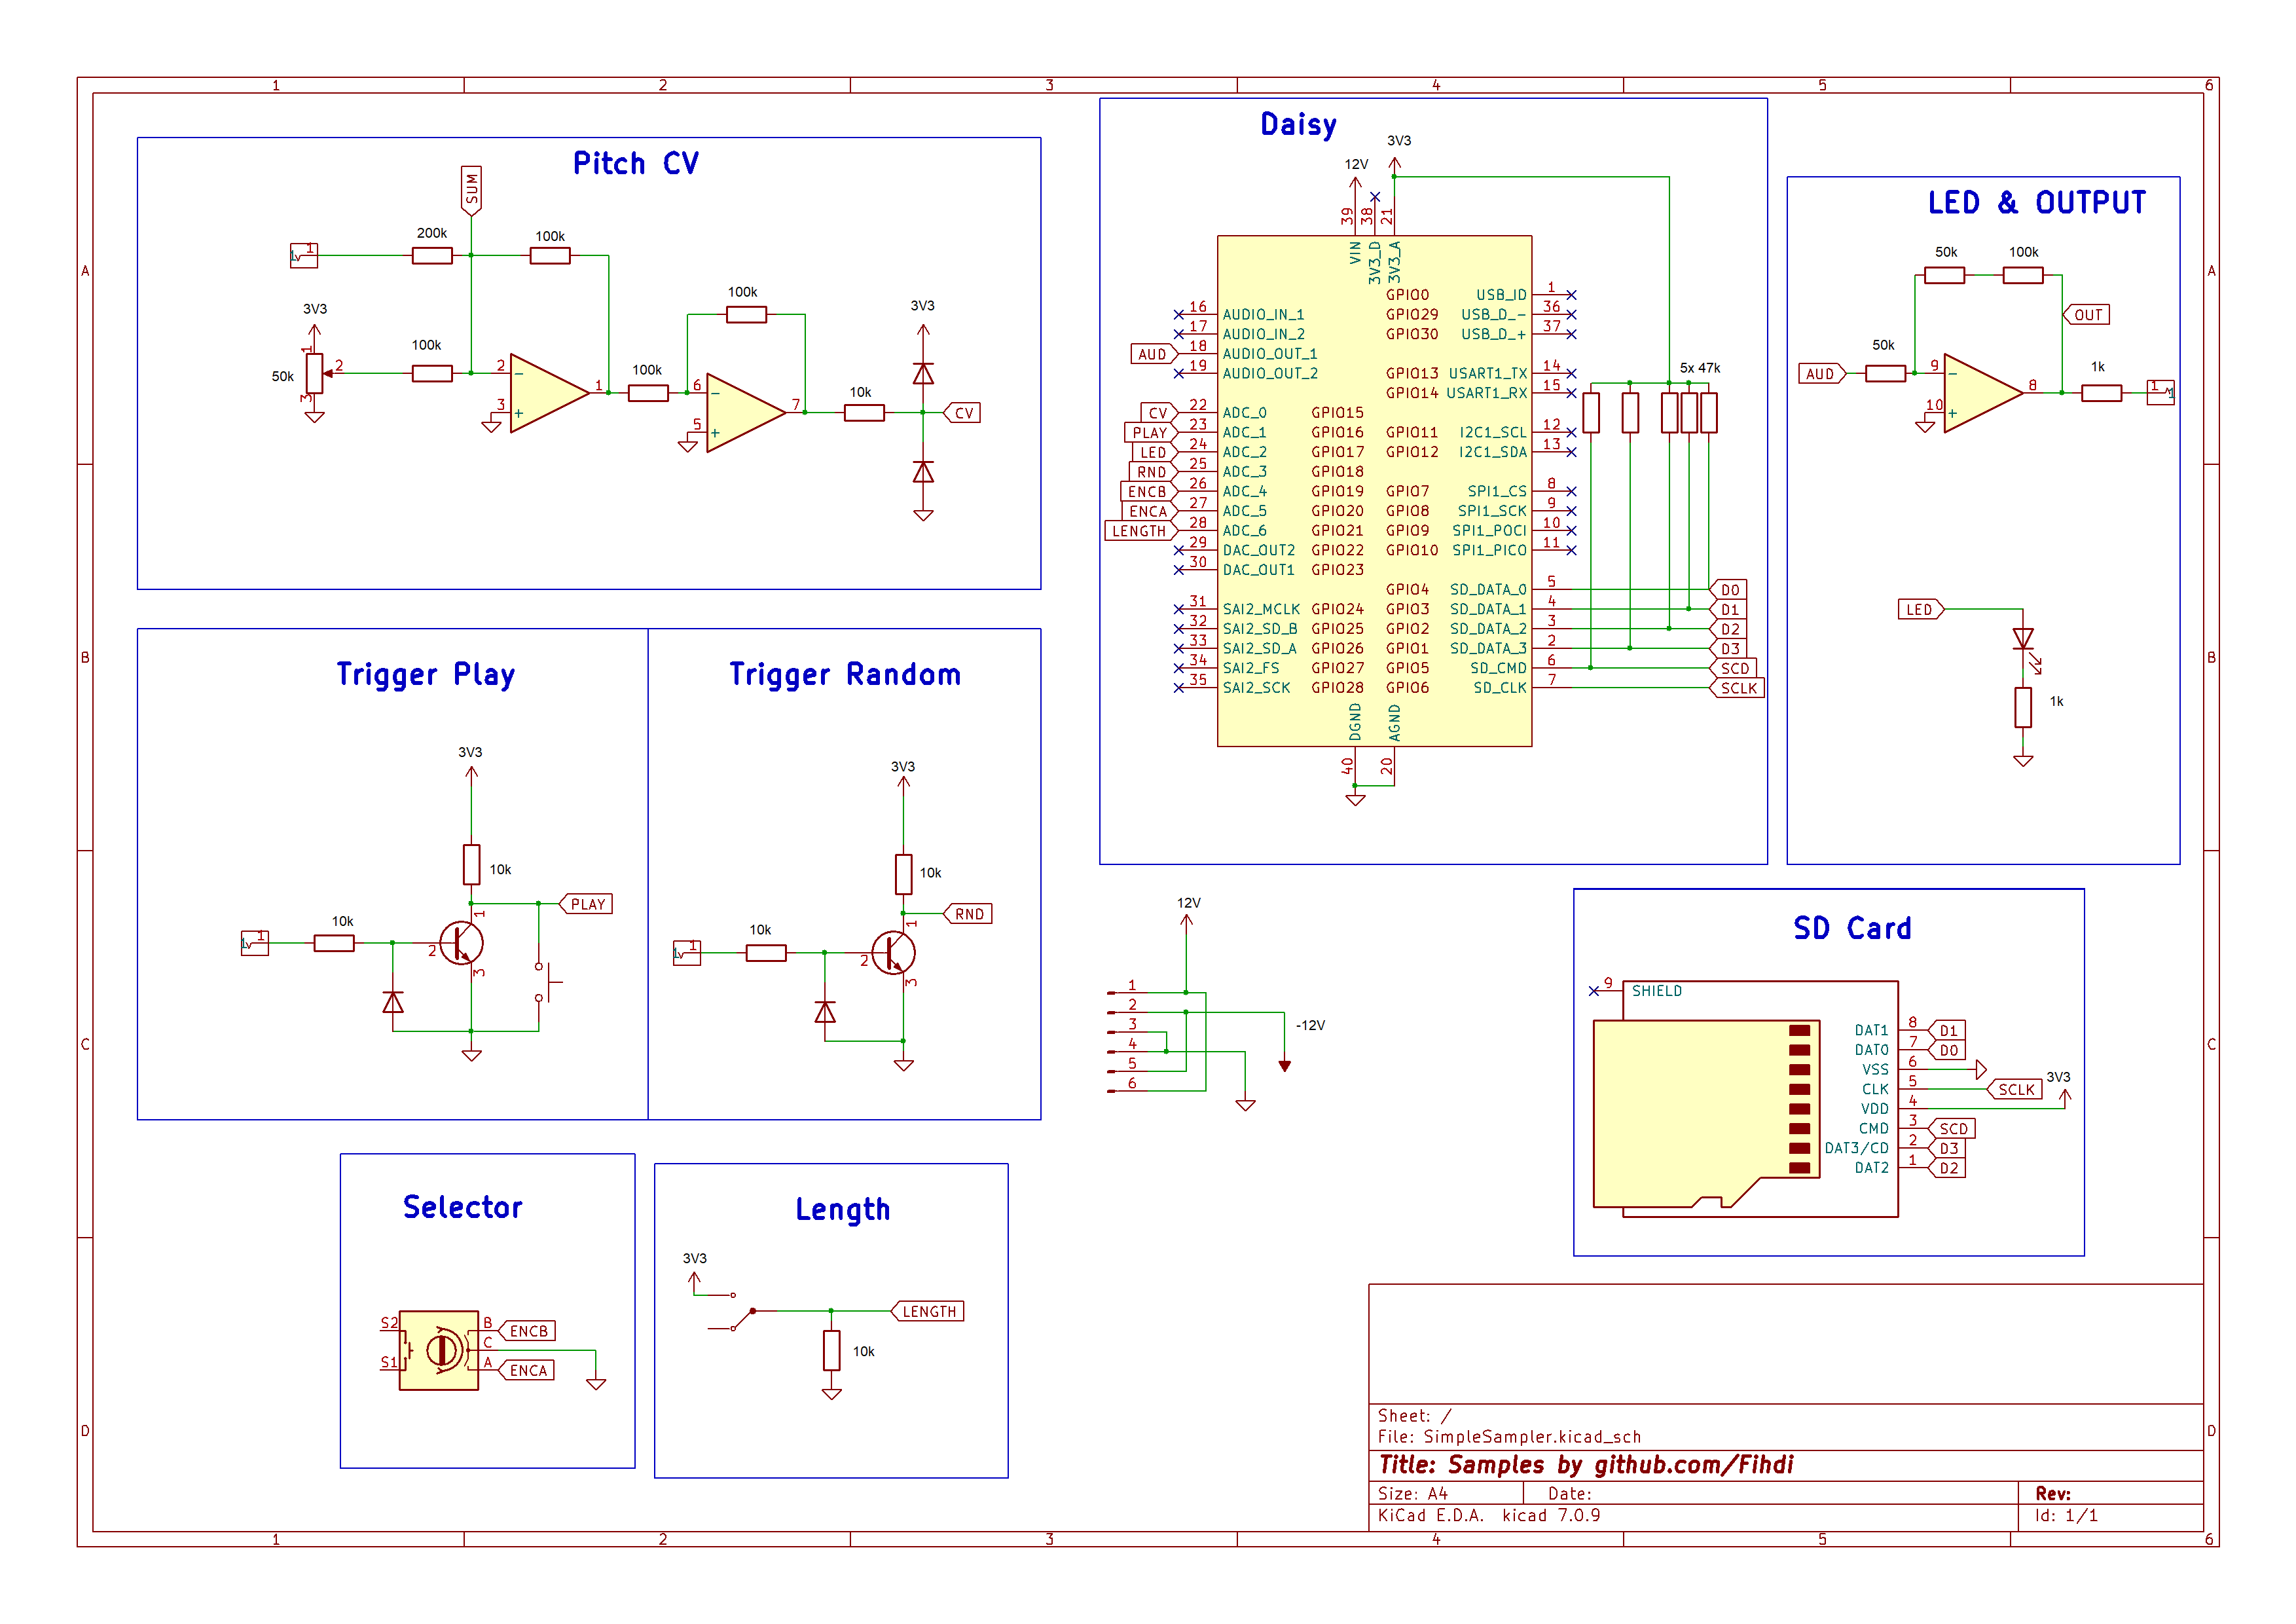 1 2 3 4 5 6
A
B
C
D
Pitch CV
SUM
200k
100k
1
3V3
1
2
3
50k
100k
2
3
1
100k
100k
6
5
7
10k
3V3
CV
Daisy
12V
3V3
39
38
21
VIN
3V3_D
3V3_A
16 AUDIO_IN_1
17 AUDIO_IN_2
AUD 18 AUDIO_OUT_1
19 AUDIO_OUT_2
CV 22 ADC_0 GPIO15
PLAY 23 ADC_1 GPIO16
LED 24 ADC_2 GPIO17
RND 25 ADC_3 GPIO18
ENCB 26 ADC_4 GPIO19
ENCA 27 ADC_5 GPIO20
LENGTH 28 ADC_6 GPIO21
29 DAC_OUT2 GPIO22
30 DAC_OUT1 GPIO23
31 SAI2_MCLK GPIO24
32 SAI2_SD_B GPIO25
33 SAI2_SD_A GPIO26
34 SAI2_FS GPIO27
35 SAI2_SCK GPIO28
GPIO0 USB_ID 1
GPIO29 USB_D_- 36
GPIO30 USB_D_+ 37
GPIO13 USART1_TX 14
GPIO14 USART1_RX 15
GPIO11 I2C1_SCL 12
GPIO12 I2C1_SDA 13
GPIO7 SPI1_CS 8
GPIO8 SPI1_SCK 9
GPIO9 SPI1_POCI 10
GPIO10 SPI1_PICO 11
GPIO4 SD_DATA_0 5 D0
GPIO3 SD_DATA_1 4 D1
GPIO2 SD_DATA_2 3 D2
GPIO1 SD_DATA_3 2 D3
GPIO5 SD_CMD 6 SCD
GPIO6 SD_CLK 7 SCLK
5x 47k
DGND
AGND
40
20
LED & OUTPUT
50k
100k
OUT
50k
AUD
9
10
8
1k
1
LED
1k
Trigger Play
3V3
10k
PLAY
1
10k
1
2
3
Trigger Random
3V3
10k
RND
1
10k
1
2
3
12V
1
2
3
4
5
6
-12V
SD Card
9 SHIELD
DAT1 8 D1
DAT0 7 D0
VSS 6
CLK 5 SCLK
3V3
VDD 4
CMD 3 SCD
DAT3/CD 2 D3
DAT2 1 D2
Selector
S2
S1
B ENCB
C
A ENCA
Length
3V3
LENGTH
10k
Sheet: /
File: SimpleSampler.kicad_sch
Title: Samples by github.com/Fihdi
Size: A4 Date: Rev:
KiCad E.D.A. kicad 7.0.9 Id: 1/1
A
B
C
D
1 2 3 4 5 6